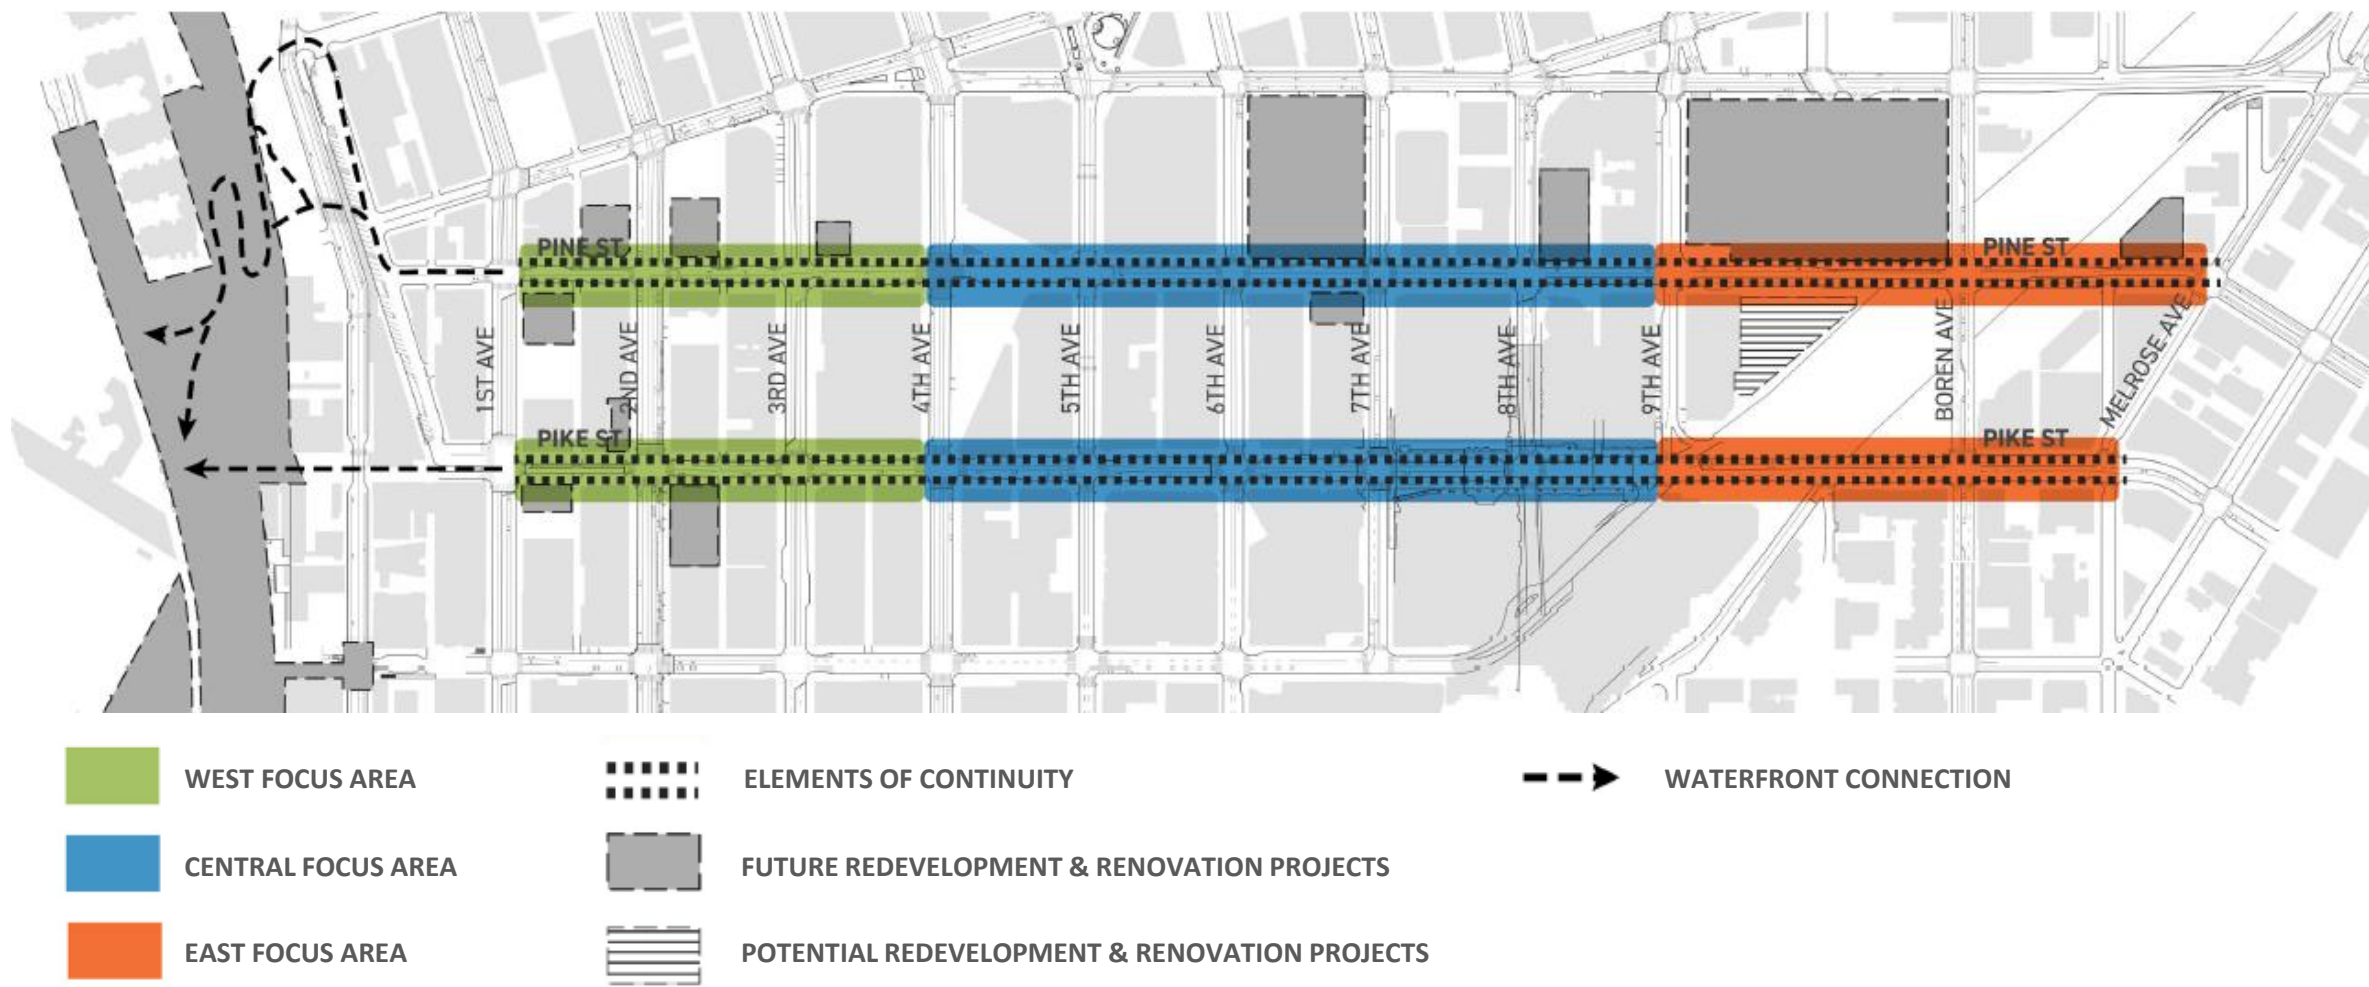 PINE ST
PINE ST
1ST AVE
2ND AVE
3RD AVE
4TH AVE
5TH AVE
6TH AVE
7TH AVE
8TH AVE
9TH AVE
BOREN AVE
MELROSE AVE
PIKE ST
PIKE ST
WEST FOCUS AREA
ELEMENTS OF CONTINUITY
WATERFRONT CONNECTION
CENTRAL FOCUS AREA
FUTURE REDEVELOPMENT & RENOVATION PROJECTS
EAST FOCUS AREA
POTENTIAL REDEVELOPMENT & RENOVATION PROJECTS